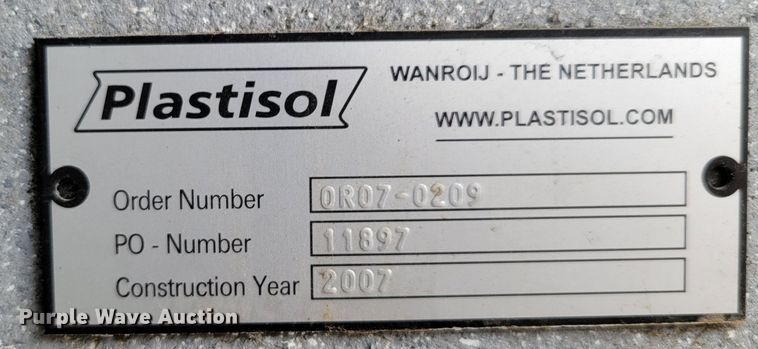 Plastisol
WANROIJ - THE NETHERLANDS
WWW.PLASTISOL.COM
Order Number OR07-0209
PO - Number 11897
Construction Year 2007
Purple Wave Auction